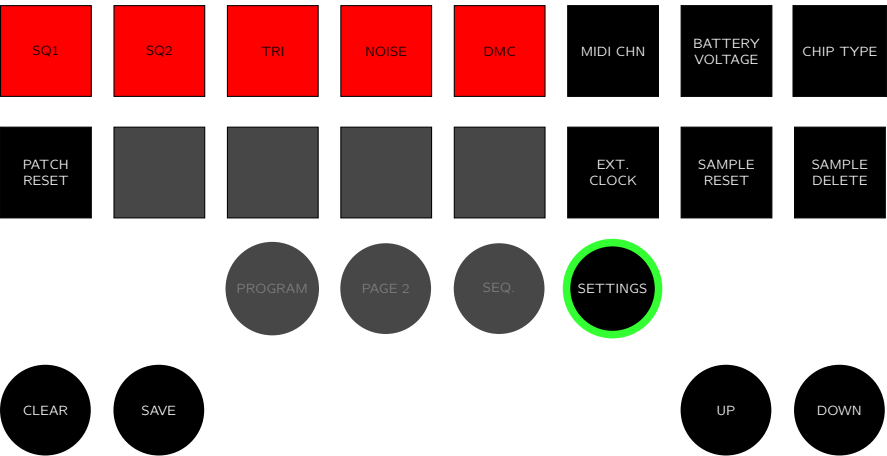 SQ1
SQ2
TRI
NOISE
DMC
MIDI CHN
BATTERY
VOLTAGE
CHIP TYPE
PATCH
RESET
EXT.
CLOCK
SAMPLE
RESET
SAMPLE
DELETE
PROGRAM
PAGE 2
SEQ.
SETTINGS
CLEAR
SAVE
UP
DOWN